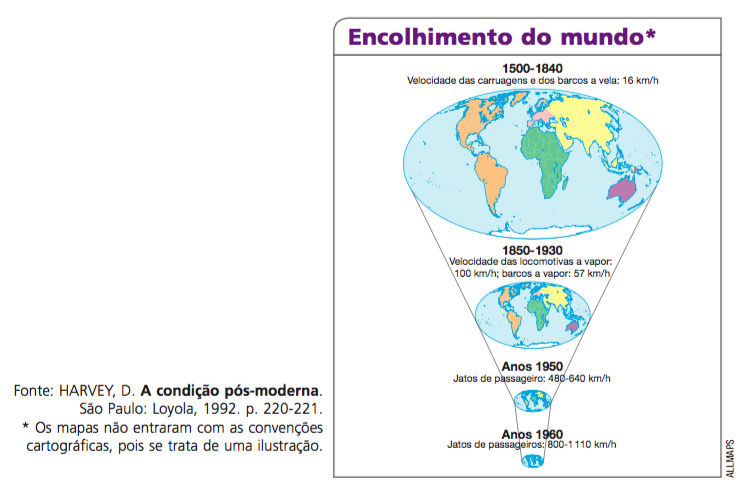 Encolhimento do mundo*
1500-1840
Velocidade das carruagens e dos barcos a vela: 16 km/h
1850-1930
Velocidade das locomotivas a vapor:
100 km/h; barcos a vapor: 57 km/h
Anos 1950
Jatos de passageiro: 480-640 km/h
Anos 1960
Jatos de passageiros: 800-1 110 km/h
Fonte: HARVEY, D. A condição pós-moderna.
São Paulo: Loyola, 1992. p. 220-221.
* Os mapas não entraram com as convenções
cartográficas, pois se trata de uma ilustração.
ALLMAPS